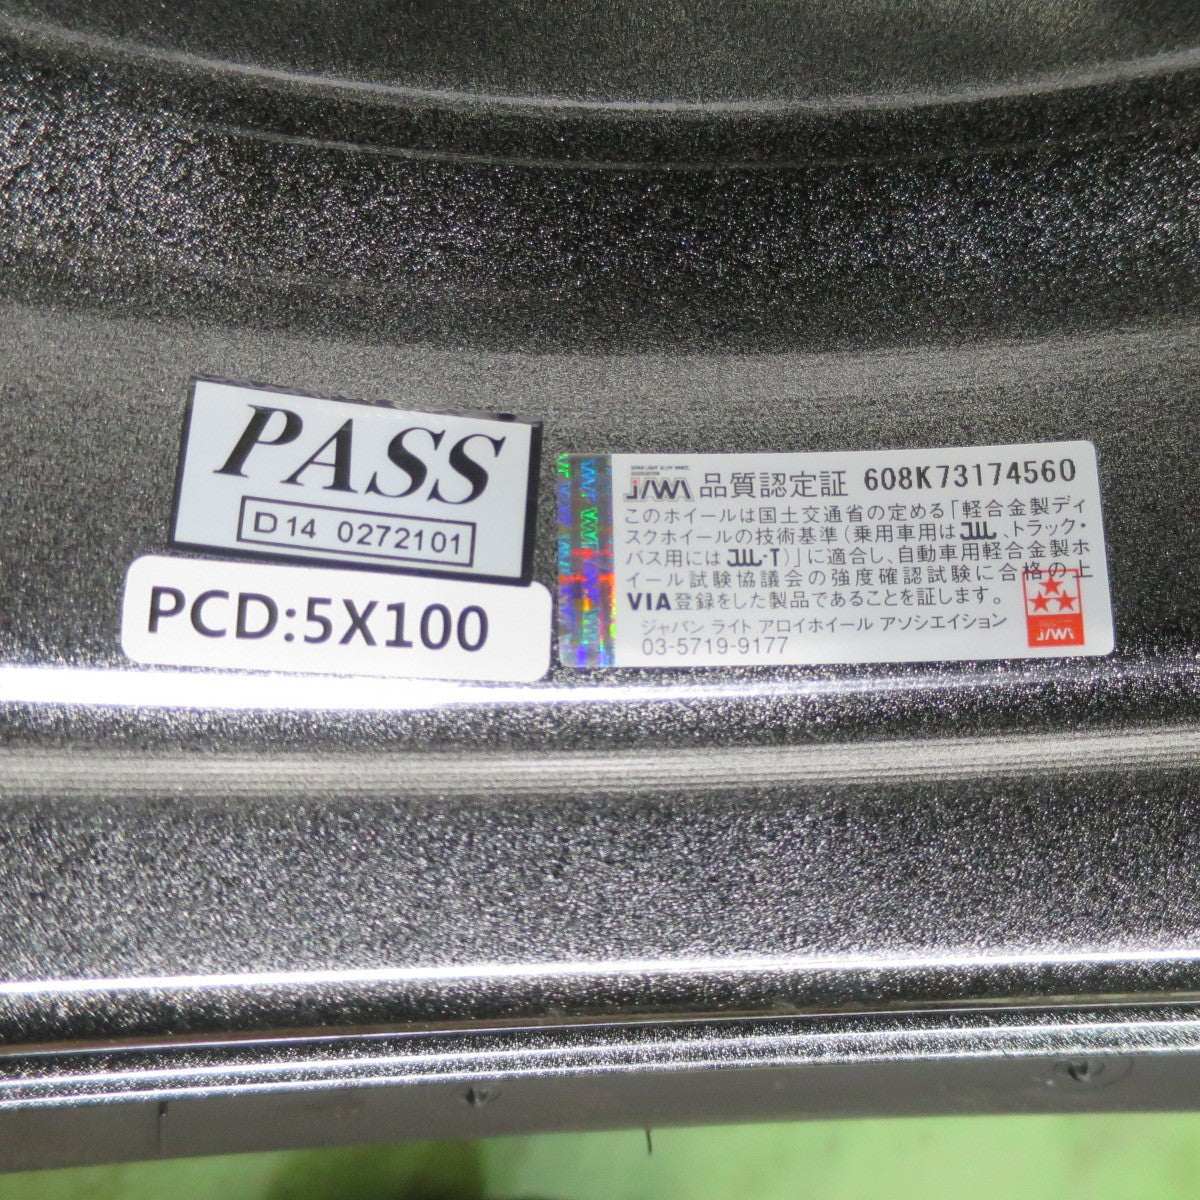 PASS
D14 0272101
PCD:5X100
JAPAN LIGHT ALLOY WHEEL
ASSOCIATION
JAWA 品質認定証 608K73174560
このホイールは国土交通省の定める「軽合金製ディ
スクホイールの技術基準（乗用車用はJWL、トラック・
バス用にはJWL-T）」に適合し、自動車用軽合金製ホ
イール試験協議会の強度確認試験に合格の上
VIA登録をした製品であることを証します。
ジャパン ライト アロイホイール アソシエイション
03-5719-9177
JAWA